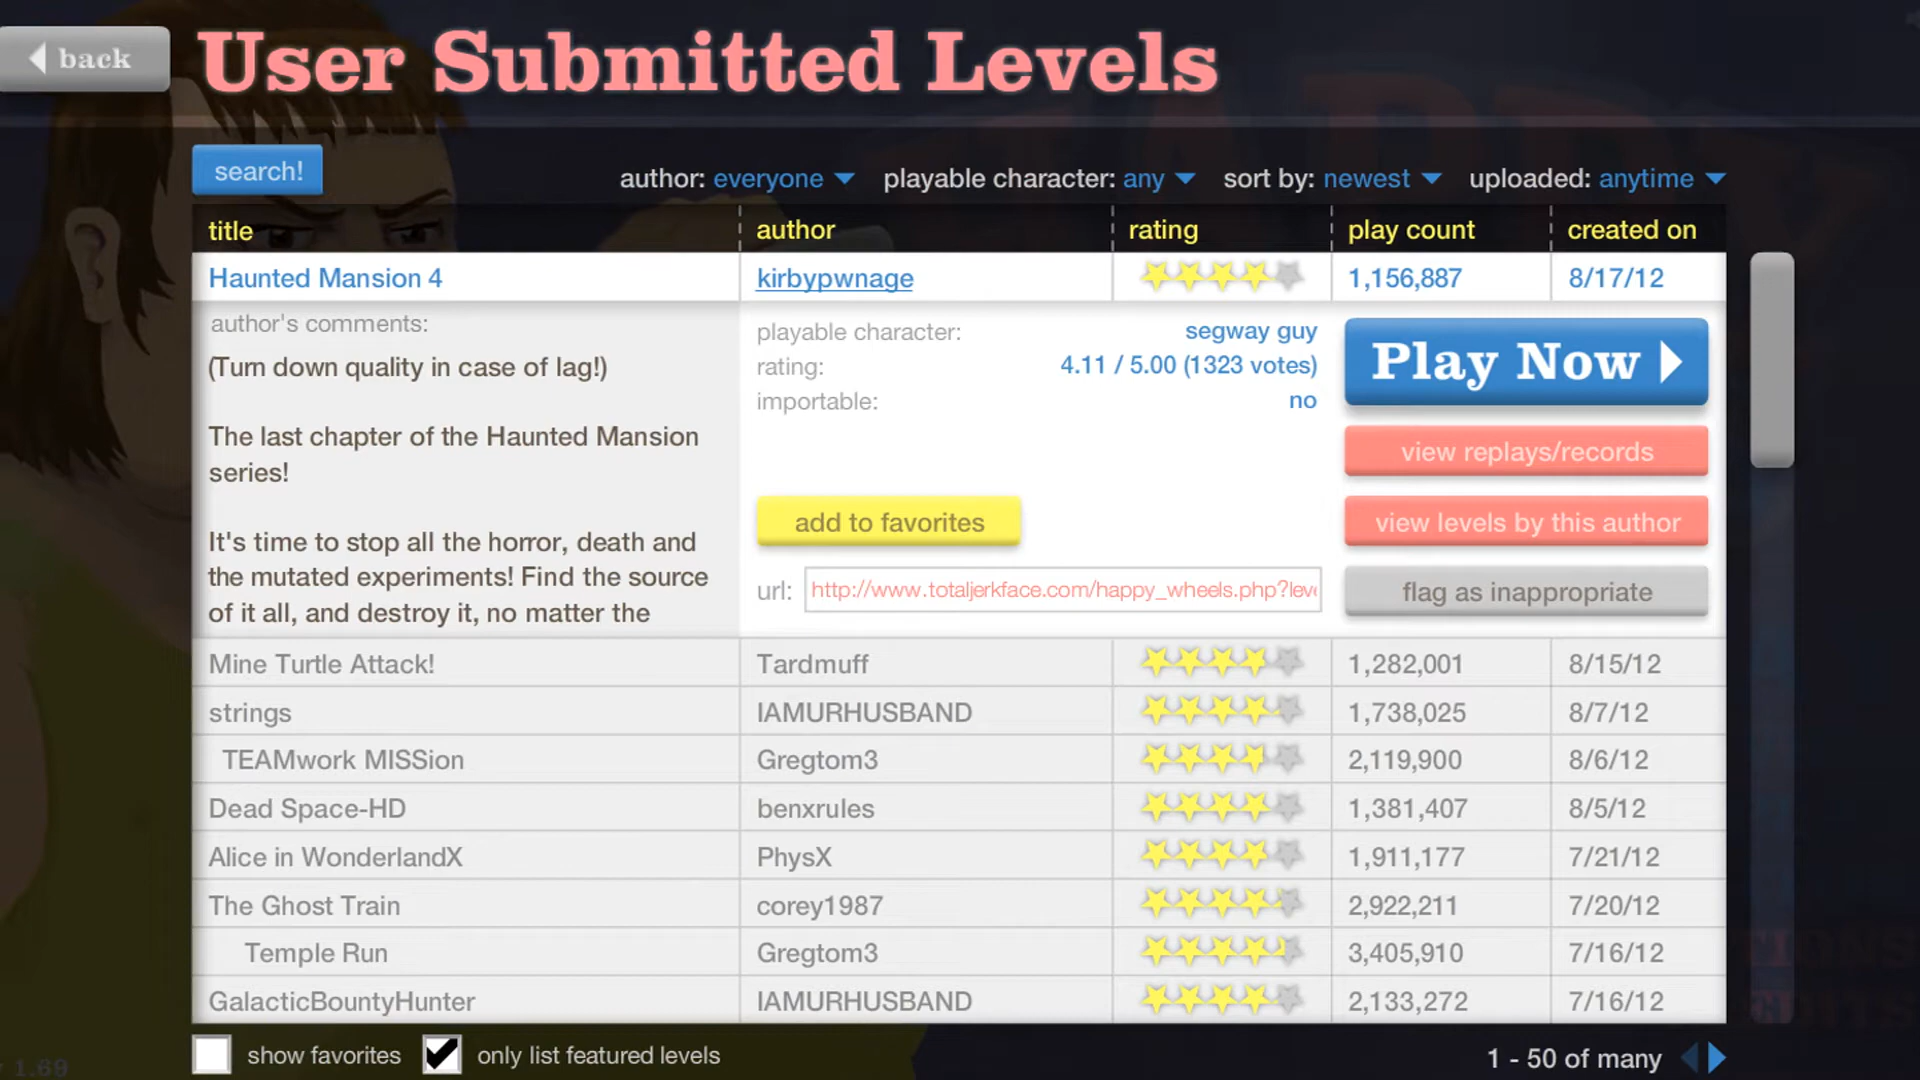 back
User Submitted Levels
search!
author: everyone playable character: any sort by: newest uploaded: anytime
title author rating play count created on
Haunted Mansion 4 kirbypwnage 1,156,887 8/17/12
author's comments:
(Turn down quality in case of lag!)
The last chapter of the Haunted Mansion
series!
It's time to stop all the horror, death and
the mutated experiments! Find the source
of it all, and destroy it, no matter the
playable character: segway guy
rating: 4.11 / 5.00 (1323 votes)
importable: no
add to favorites
url: http://www.totaljerkface.com/happy_wheels.php?leve
Play Now
view replays/records
view levels by this author
flag as inappropriate
Mine Turtle Attack! Tardmuff 1,282,001 8/15/12
strings IAMURHUSBAND 1,738,025 8/7/12
TEAMwork MISSion Gregtom3 2,119,900 8/6/12
Dead Space-HD benxrules 1,381,407 8/5/12
Alice in WonderlandX PhysX 1,911,177 7/21/12
The Ghost Train corey1987 2,922,211 7/20/12
Temple Run Gregtom3 3,405,910 7/16/12
GalacticBountyHunter IAMURHUSBAND 2,133,272 7/16/12
show favorites only list featured levels 1 - 50 of many
1.69